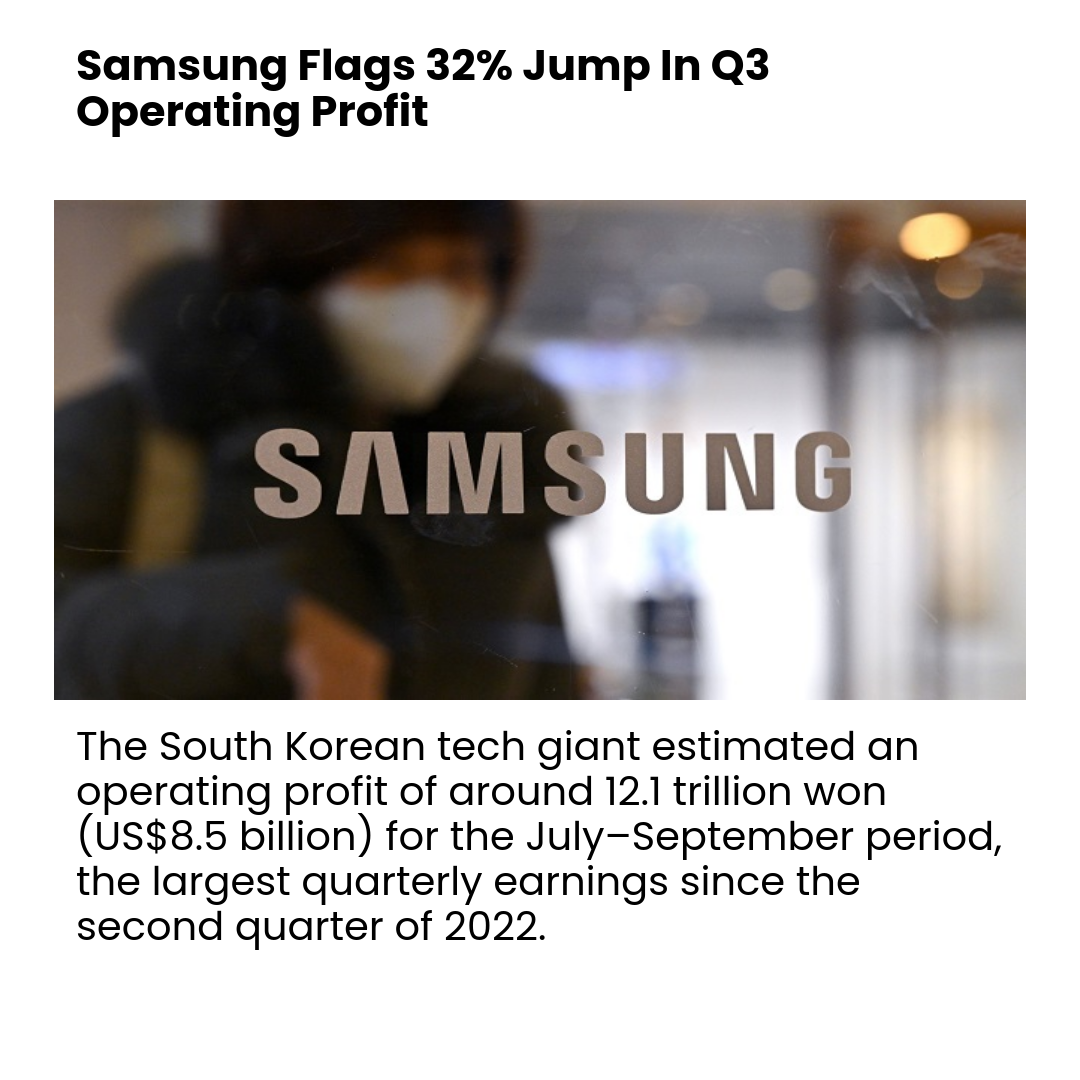 Samsung Flags 32% Jump In Q3
Operating Profit
SAMSUNG
The South Korean tech giant estimated an
operating profit of around 12.1 trillion won
(US$8.5 billion) for the July–September period,
the largest quarterly earnings since the
second quarter of 2022.